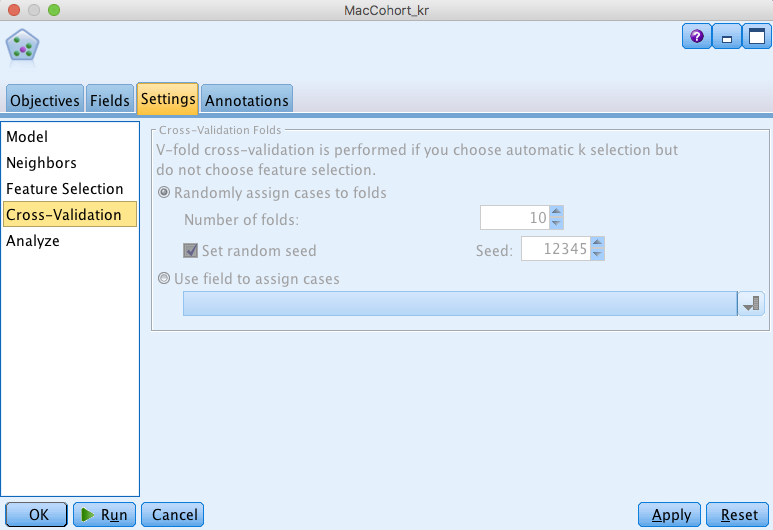 MacCohort_kr
?
Objectives Fields Settings Annotations
Model
Neighbors
Feature Selection
Cross-Validation
Analyze
Cross-Validation Folds
V-fold cross-validation is performed if you choose automatic k selection but
do not choose feature selection.
Randomly assign cases to folds
Number of folds: 10
Set random seed Seed: 12345
Use field to assign cases
OK Run Cancel Apply Reset